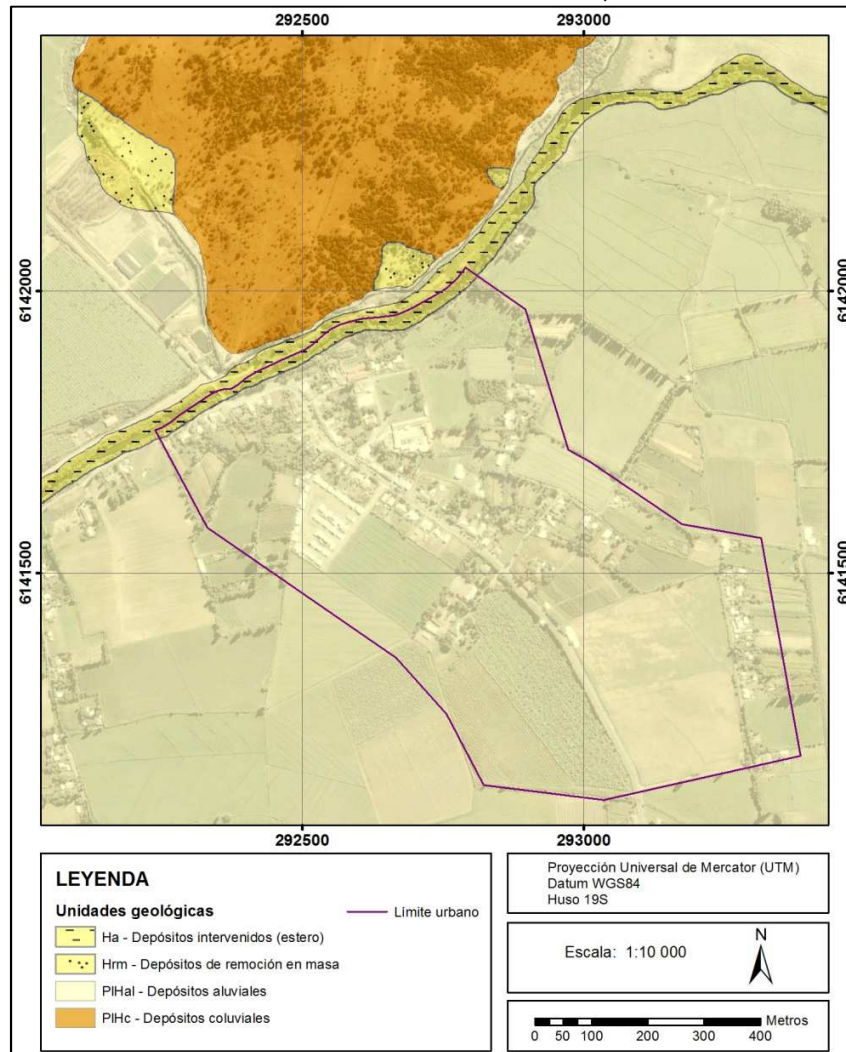 292500 293000
6142000 6142000
6141500 6141500
292500 293000
LEYENDA
Unidades geológicas
Límite urbano
Ha - Depósitos intervenidos (estero)
Hrm - Depósitos de remoción en masa
PlHal - Depósitos aluviales
PlHc - Depósitos coluviales
Proyección Universal de Mercator (UTM)
Datum WGS84
Huso 19S
Escala: 1:10 000
N
Metros
0 50 100 200 300 400